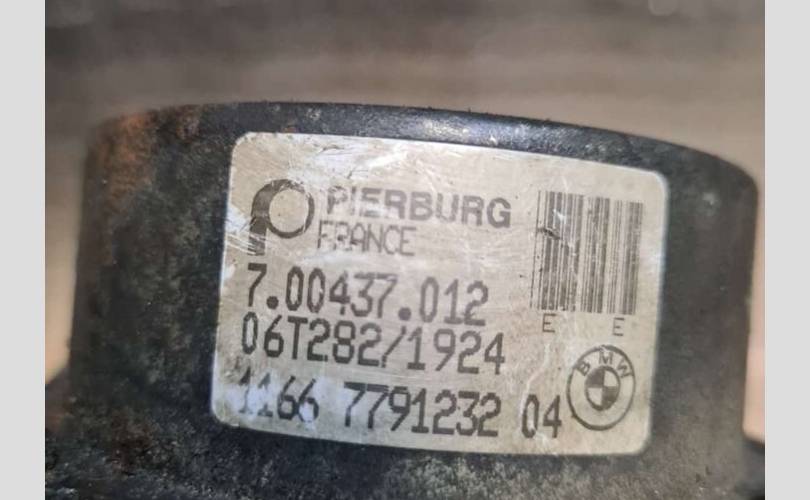 PIERBURG
FRANCE
7.00437.012
06T282/1924
1166 7791232 04
E E
BMW